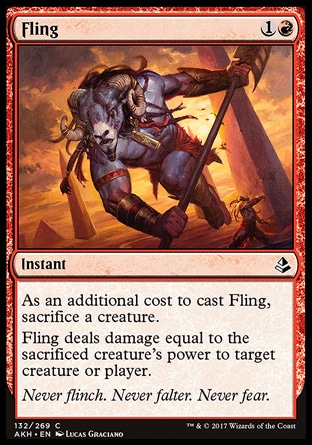 Fling 1
Instant
As an additional cost to cast Fling,
sacrifice a creature.
Fling deals damage equal to the
sacrificed creature's power to target
creature or player.
Never flinch. Never falter. Never fear.
132/269 C
AKH • EN Lucas Graciano
™ & © 2017 Wizards of the Coast